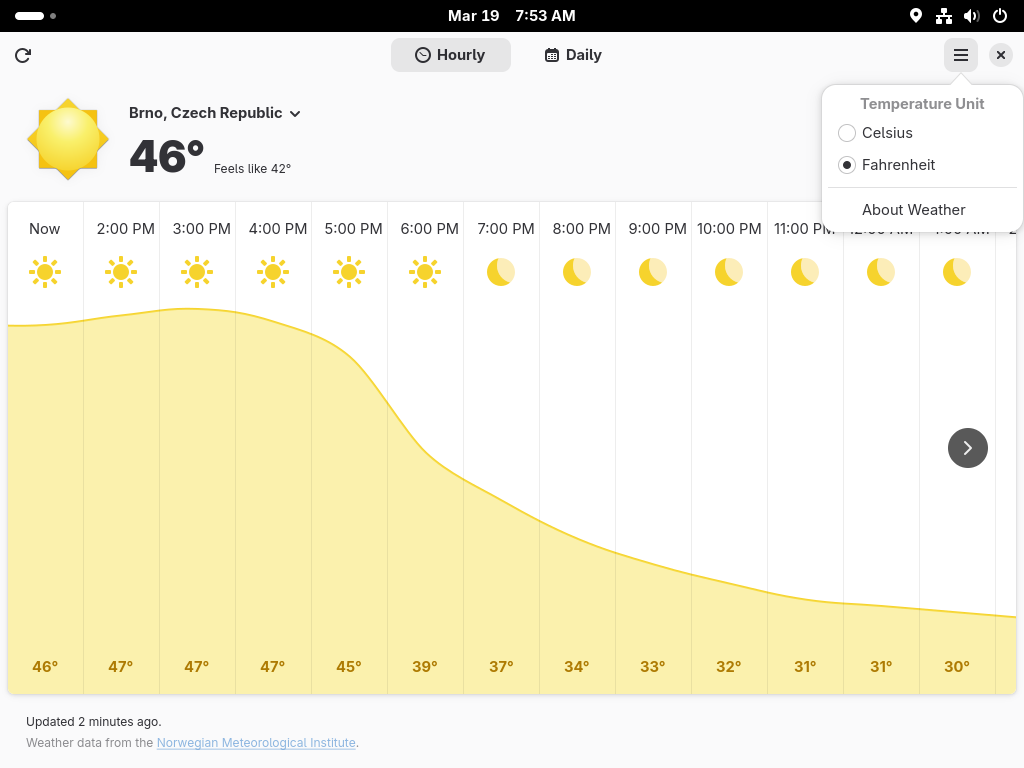 Mar 19 7:53 AM
Hourly Daily
Temperature Unit
Celsius
Fahrenheit
About Weather
Brno, Czech Republic
46°
Feels like 42°
Now 2:00 PM 3:00 PM 4:00 PM 5:00 PM 6:00 PM 7:00 PM 8:00 PM 9:00 PM 10:00 PM 11:00 PM
46° 47° 47° 47° 45° 39° 37° 34° 33° 32° 31° 31° 30°
Updated 2 minutes ago.
Weather data from the Norwegian Meteorological Institute.